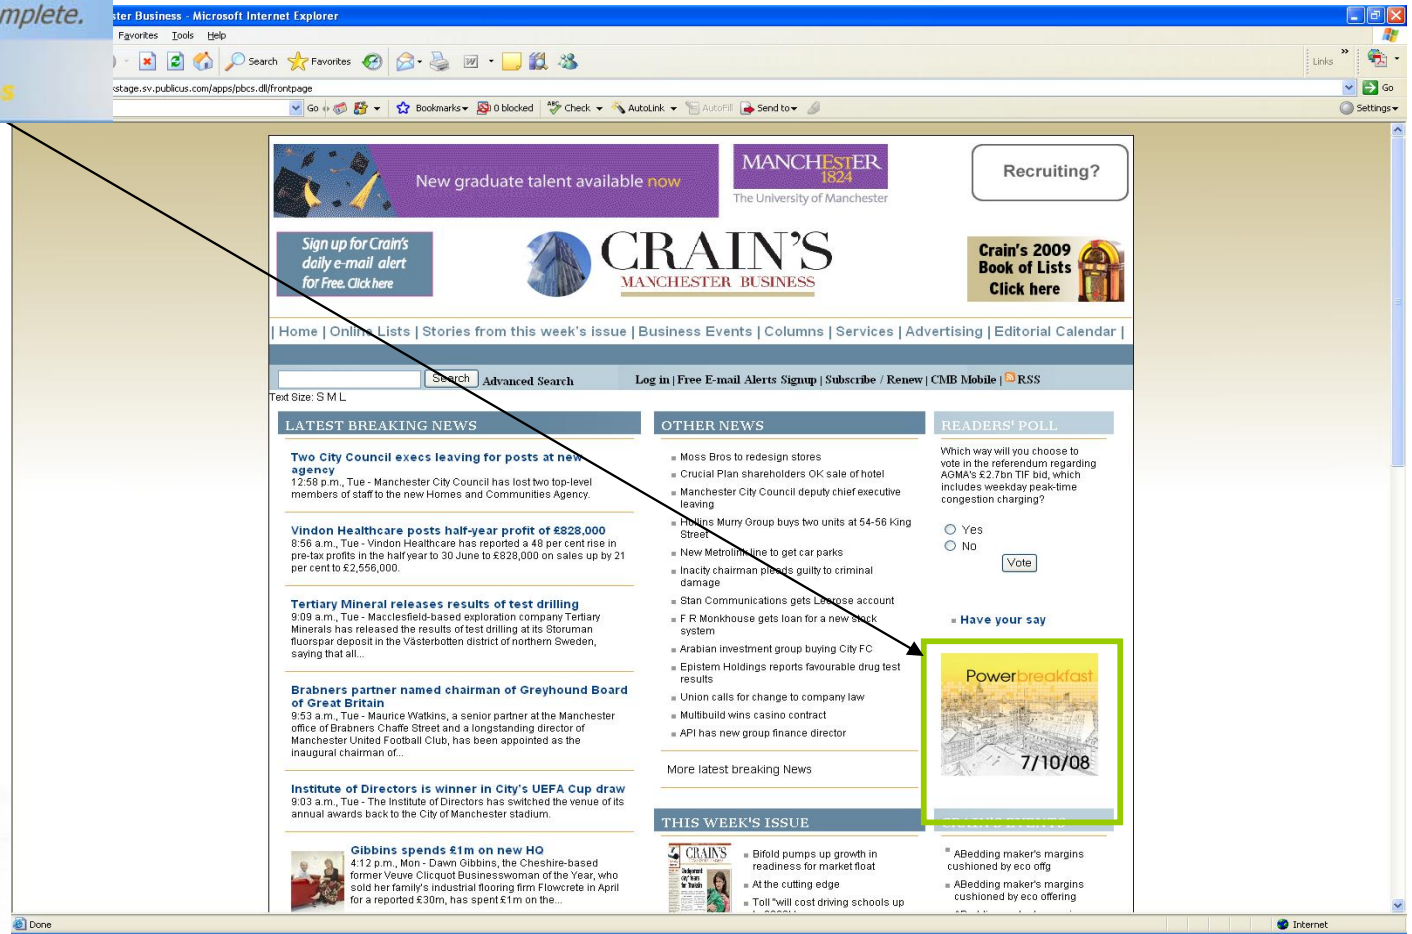 mplete.
s
ster Business - Microsoft Internet Explorer
Favorites Tools Help
Search Favorites
Links »
kstage.sv.publicus.com/apps/pbcs.dll/frontpage
Go
Go Bookmarks 0 blocked Check AutoLink AutoFill Send to
Settings
New graduate talent available now
MANCHESTER
1824
The University of Manchester
Recruiting?
Sign up for Crain's
daily e-mail alert
for Free. Click here
CRAIN'S
MANCHESTER BUSINESS
Crain's 2009
Book of Lists
Click here
| Home | Online Lists | Stories from this week's issue | Business Events | Columns | Services | Advertising | Editorial Calendar |
Search Advanced Search
Log in | Free E-mail Alerts Signup | Subscribe / Renew | CMB Mobile | RSS
Text Size: S M L
LATEST BREAKING NEWS
Two City Council execs leaving for posts at new
agency
12:58 p.m., Tue - Manchester City Council has lost two top-level
members of staff to the new Homes and Communities Agency.
Vindon Healthcare posts half-year profit of £828,000
8:56 a.m., Tue - Vindon Healthcare has reported a 48 per cent rise in
pre-tax profits in the half year to 30 June to £828,000 on sales up by 21
per cent to £2,556,000.
Tertiary Mineral releases results of test drilling
9:09 a.m., Tue - Macclesfield-based exploration company Tertiary
Minerals has released the results of test drilling at its Storuman
fluorspar deposit in the Västerbotten district of northern Sweden,
saying that all...
Brabners partner named chairman of Greyhound Board
of Great Britain
9:53 a.m., Tue - Maurice Watkins, a senior partner at the Manchester
office of Brabners Chaffe Street and a longstanding director of
Manchester United Football Club, has been appointed as the
inaugural chairman of...
Institute of Directors is winner in City's UEFA Cup draw
9:03 a.m., Tue - The Institute of Directors has switched the venue of its
annual awards back to the City of Manchester stadium.
Gibbins spends £1m on new HQ
4:12 p.m., Mon - Dawn Gibbins, the Cheshire-based
former Veuve Clicquot Businesswoman of the Year, who
sold her family's industrial flooring firm Flowcrete in April
for a reported £30m, has spent £1m on the...
OTHER NEWS
Moss Bros to redesign stores
Crucial Plan shareholders OK sale of hotel
Manchester City Council deputy chief executive
leaving
Hollins Murry Group buys two units at 54-56 King
Street
New Metrolink line to get car parks
Inacity chairman pleads guilty to criminal
damage
Stan Communications gets Leerose account
F R Monkhouse gets loan for a new stock
system
Arabian investment group buying City FC
Epistem Holdings reports favourable drug test
results
Union calls for change to company law
Multibuild wins casino contract
API has new group finance director
More latest breaking News
THIS WEEK'S ISSUE
CRAIN'S
Bifold pumps up growth in
readiness for market float
At the cutting edge
Toll "will cost driving schools up
READERS' POLL
Which way will you choose to
vote in the referendum regarding
AGMA's £2.7bn TIF bid, which
includes weekday peak-time
congestion charging?
Yes
No
Vote
Have your say
Powerbreakfast
7/10/08
CRAIN'S EVENTS
ABedding maker's margins
cushioned by eco offg
ABedding maker's margins
cushioned by eco offering
Done
Internet